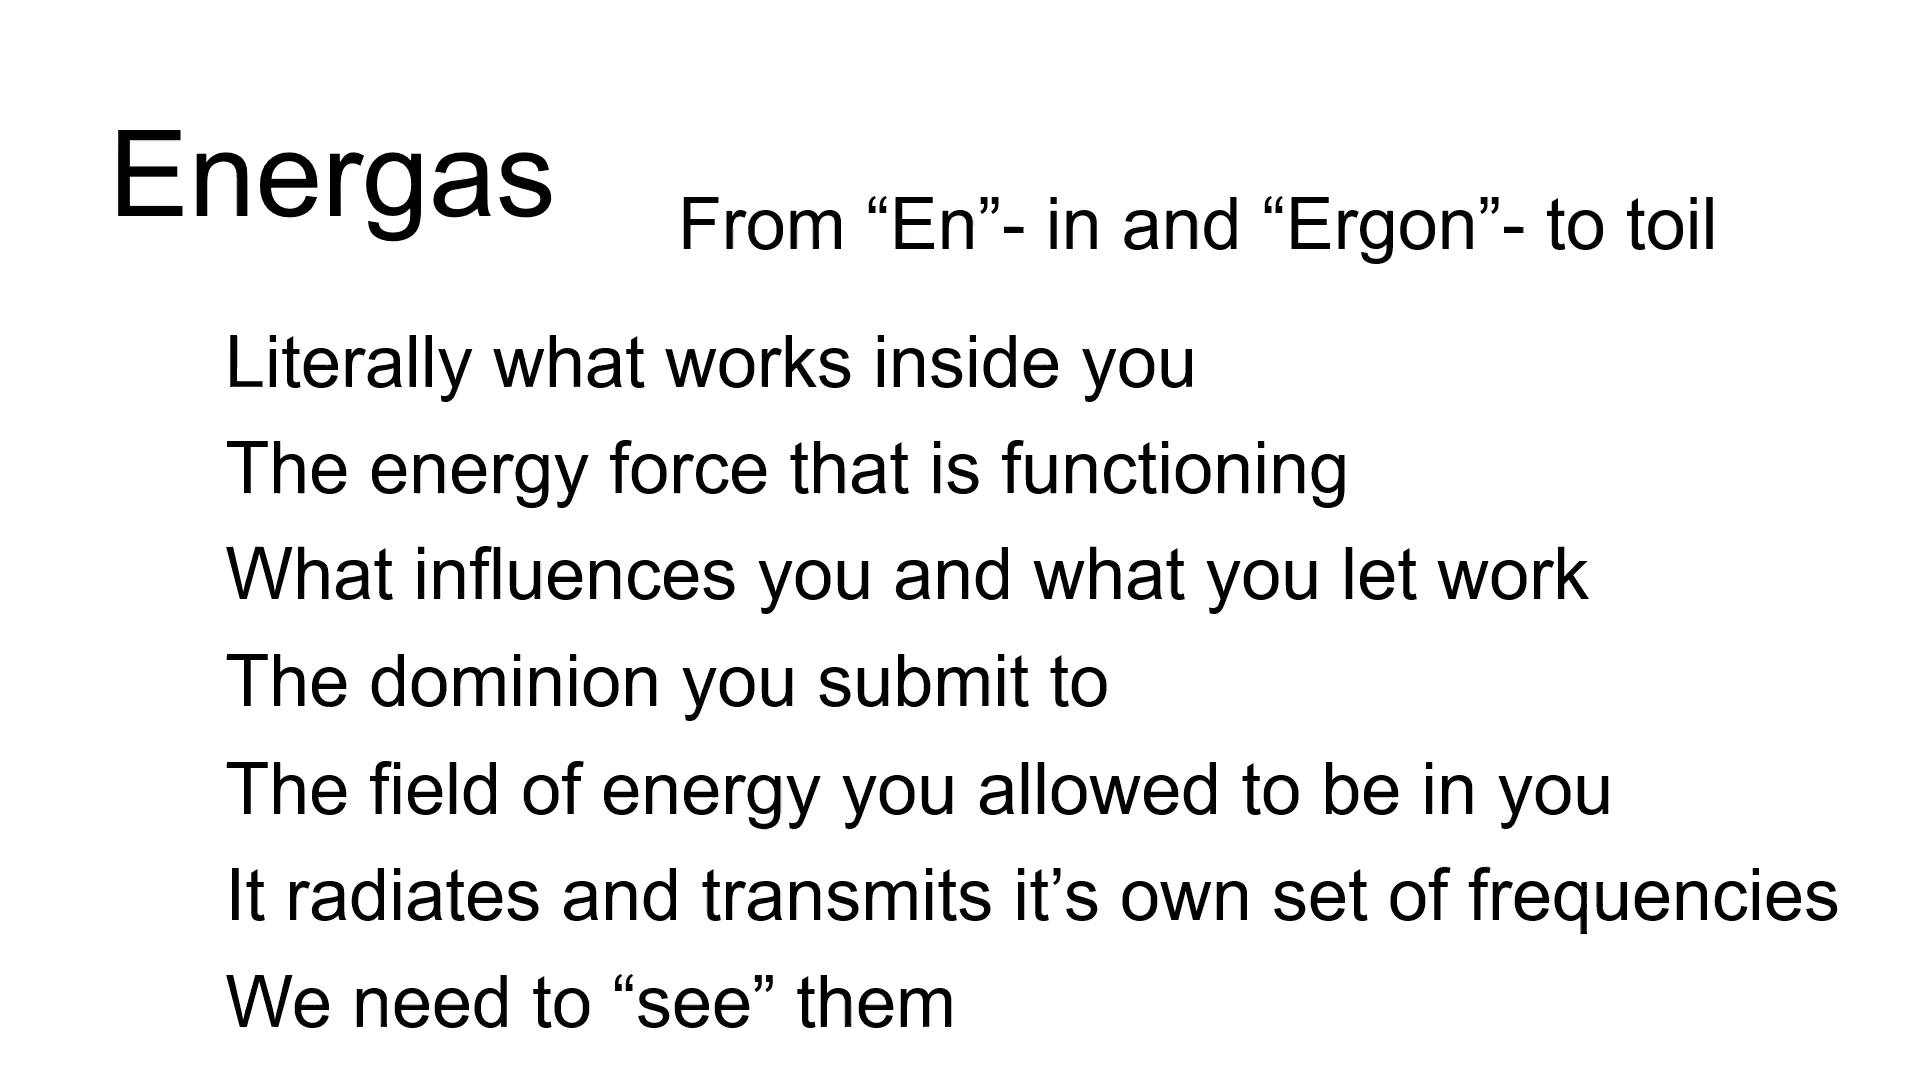 Energas
From “En”- in and “Ergon”- to toil
Literally what works inside you
The energy force that is functioning
What influences you and what you let work
The dominion you submit to
The field of energy you allowed to be in you
It radiates and transmits it’s own set of frequencies
We need to “see” them